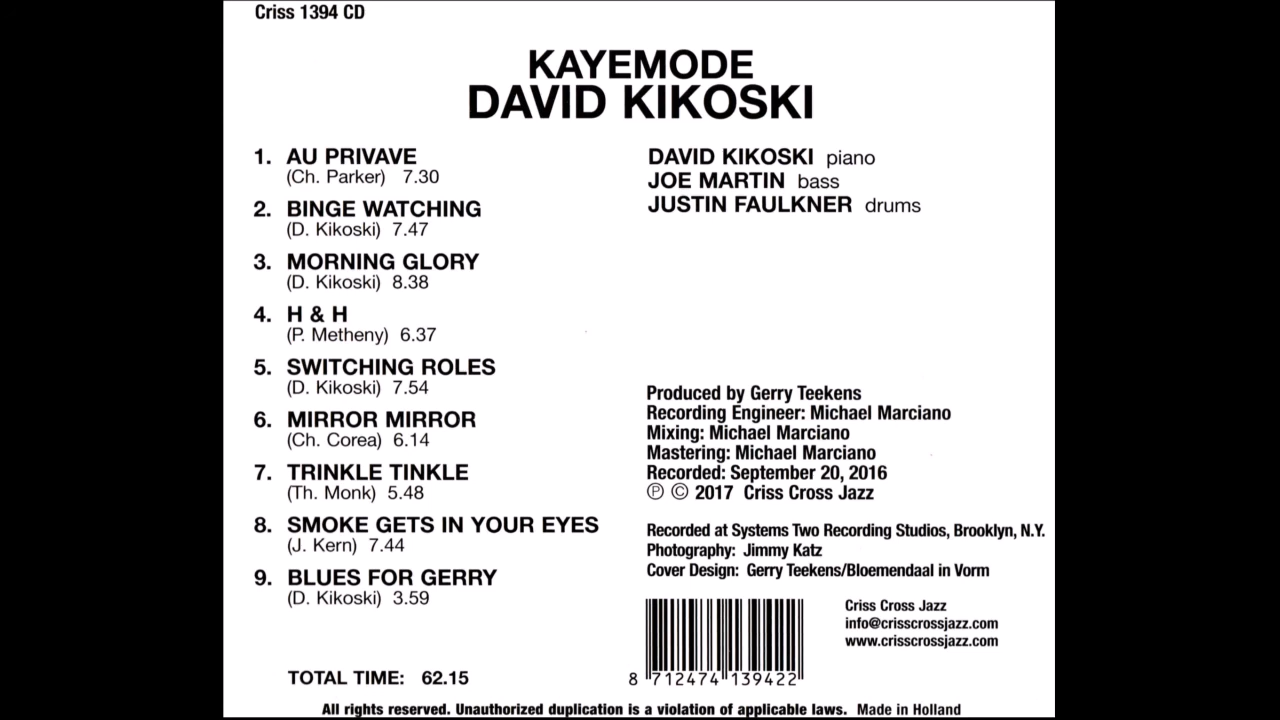 Criss 1394 CD
KAYEMODE
DAVID KIKOSKI
1. AU PRIVAVE
(Ch. Parker) 7.30
2. BINGE WATCHING
(D. Kikoski) 7.47
3. MORNING GLORY
(D. Kikoski) 8.38
4. H & H
(P. Metheny) 6.37
5. SWITCHING ROLES
(D. Kikoski) 7.54
6. MIRROR MIRROR
(Ch. Corea) 6.14
7. TRINKLE TINKLE
(Th. Monk) 5.48
8. SMOKE GETS IN YOUR EYES
(J. Kern) 7.44
9. BLUES FOR GERRY
(D. Kikoski) 3.59
TOTAL TIME: 62.15
DAVID KIKOSKI piano
JOE MARTIN bass
JUSTIN FAULKNER drums
Produced by Gerry Teekens
Recording Engineer: Michael Marciano
Mixing: Michael Marciano
Mastering: Michael Marciano
Recorded: September 20, 2016
℗ © 2017 Criss Cross Jazz
Recorded at Systems Two Recording Studios, Brooklyn, N.Y.
Photography: Jimmy Katz
Cover Design: Gerry Teekens/Bloemendaal in Vorm
8 712474 139422
Criss Cross Jazz
info@crisscrossjazz.com
www.crisscrossjazz.com
All rights reserved. Unauthorized duplication is a violation of applicable laws. Made in Holland